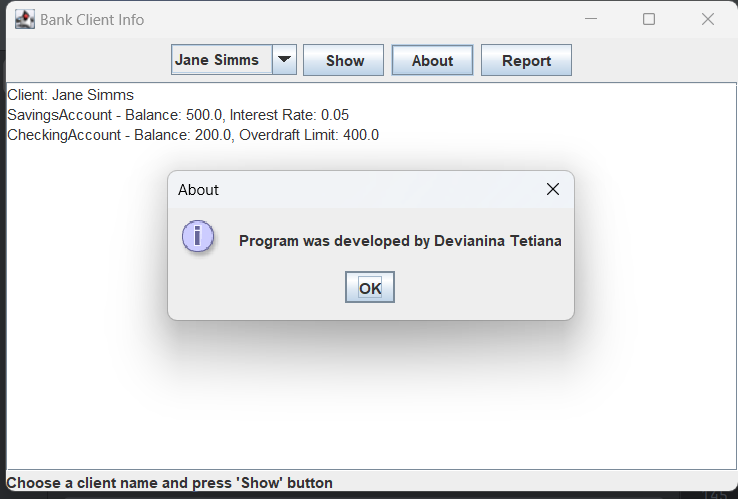 Bank Client Info
Jane Simms
Show
About
Report
Client: Jane Simms
SavingsAccount - Balance: 500.0, Interest Rate: 0.05
CheckingAccount - Balance: 200.0, Overdraft Limit: 400.0
About
i
Program was developed by Devianina Tetiana
OK
Choose a client name and press 'Show' button